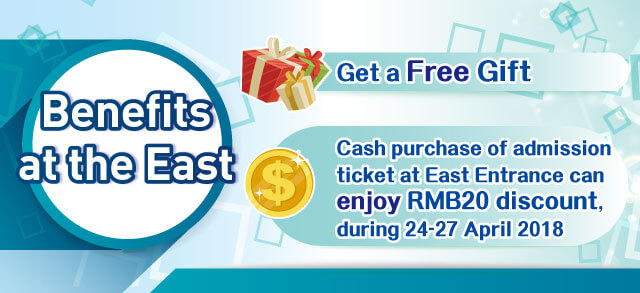 Benefits
at the East
Get a Free Gift
Cash purchase of admission
ticket at East Entrance can
enjoy RMB20 discount,
during 24-27 April 2018